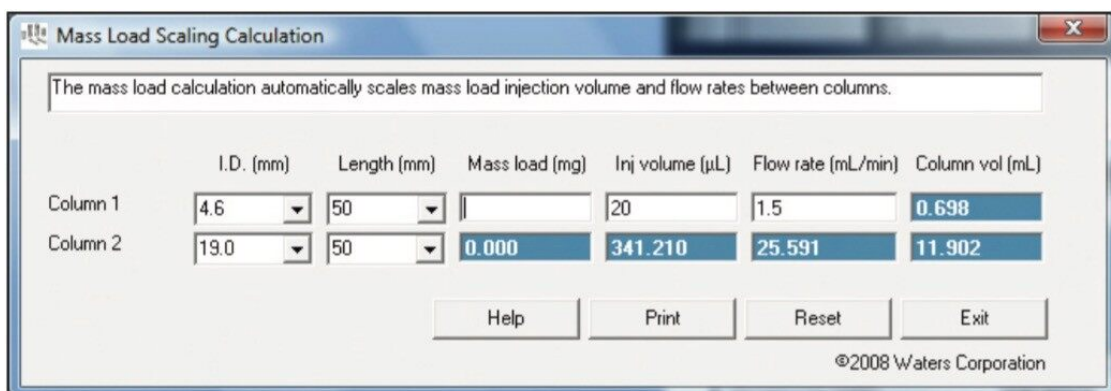 Mass Load Scaling Calculation
The mass load calculation automatically scales mass load injection volume and flow rates between columns.
I.D. (mm) Length (mm) Mass load (mg) Inj volume (µL) Flow rate (mL/min) Column vol (mL)
Column 1 4.6 50 20 1.5 0.698
Column 2 19.0 50 0.000 341.210 25.591 11.902
Help Print Reset Exit
©2008 Waters Corporation